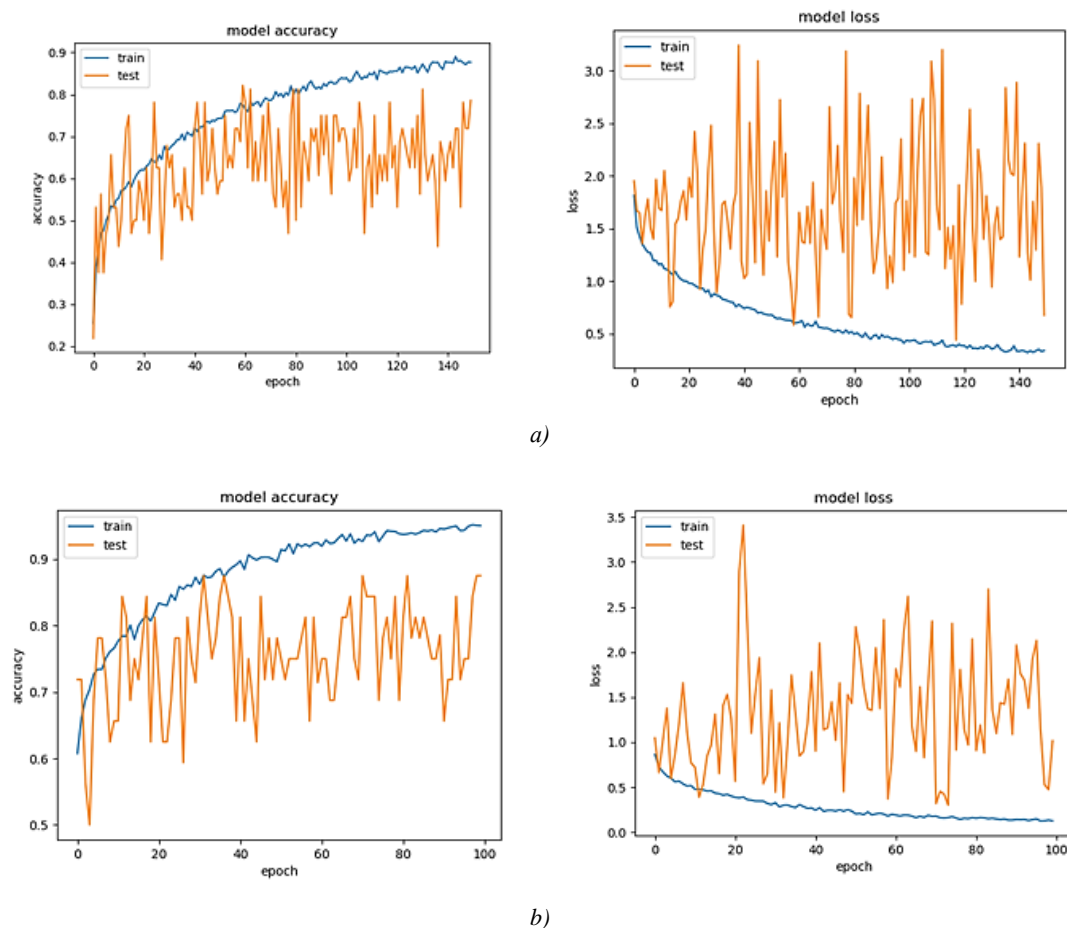 model accuracy
train
test
accuracy
0.9
0.8
0.7
0.6
0.5
0.4
0.3
0.2
0 20 40 60 80 100 120 140
epoch
model loss
train
test
loss
3.0
2.5
2.0
1.5
1.0
0.5
0 20 40 60 80 100 120 140
epoch
a)
model accuracy
train
test
accuracy
0.9
0.8
0.7
0.6
0.5
0 20 40 60 80 100
epoch
model loss
train
test
loss
3.5
3.0
2.5
2.0
1.5
1.0
0.5
0.0
0 20 40 60 80 100
epoch
b)